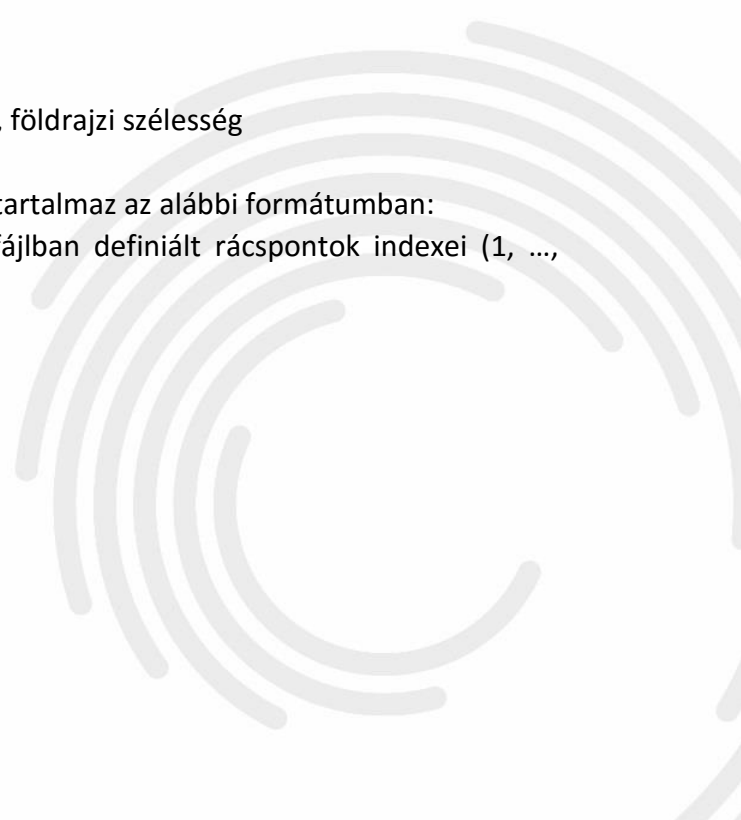 , földrajzi szélesség
tartalmaz az alábbi formátumban:
fájlban definiált rácspontok indexei (1, …,